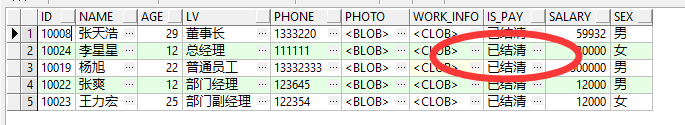 ID NAME AGE LV PHONE PHOTO WORK_INFO IS_PAY SALARY SEX
1 10008 张天浩 ··· 29 董事长 ··· 1333220 ··· <BLOB> ··· <CLOB> ··· 已结清 ··· 59932 男
2 10024 李星星 ··· 12 总经理 ··· 111111 ··· <BLOB> ··· <CLOB> 已结清 ··· 女
3 10019 杨旭 ··· 22 普通员工 ··· 13332333 ··· <BLOB> ··· <CLOB> 已结清 ··· 男
4 10022 张爽 ··· 12 部门经理 ··· 123645 ··· <BLOB> ··· <CLOB> ··· 已结清 ··· 12000 男
5 10023 王力宏 ··· 25 部门副经理 ··· 122354 ··· <BLOB> ··· <CLOB> ··· 已结清 ··· 12000 女